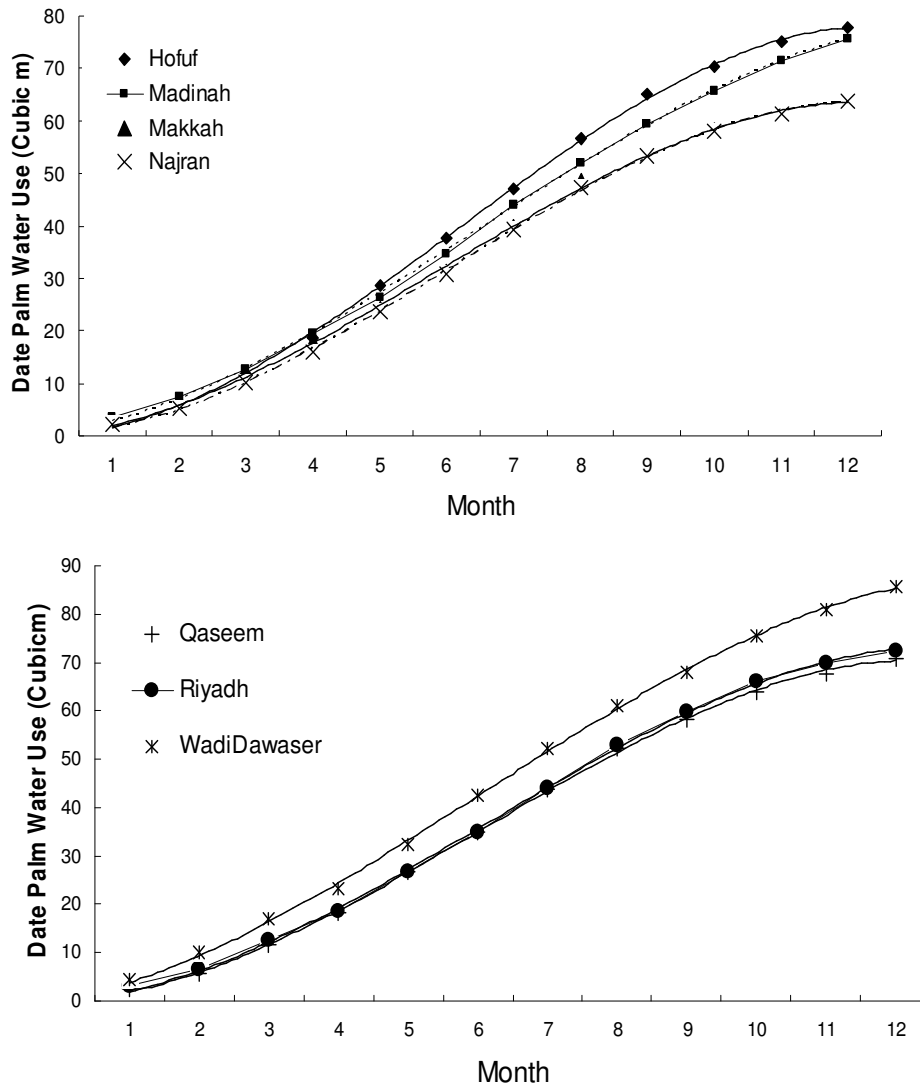 Date Palm Water Use (Cubic m)
80
70
60
50
40
30
20
10
0
Hofuf
Madinah
Makkah
Najran
1 2 3 4 5 6 7 8 9 10 11 12
Month
Date Palm Water Use (Cubicm)
90
80
70
60
50
40
30
20
10
0
Qaseem
Riyadh
WadiDawaser
1 2 3 4 5 6 7 8 9 10 11 12
Month